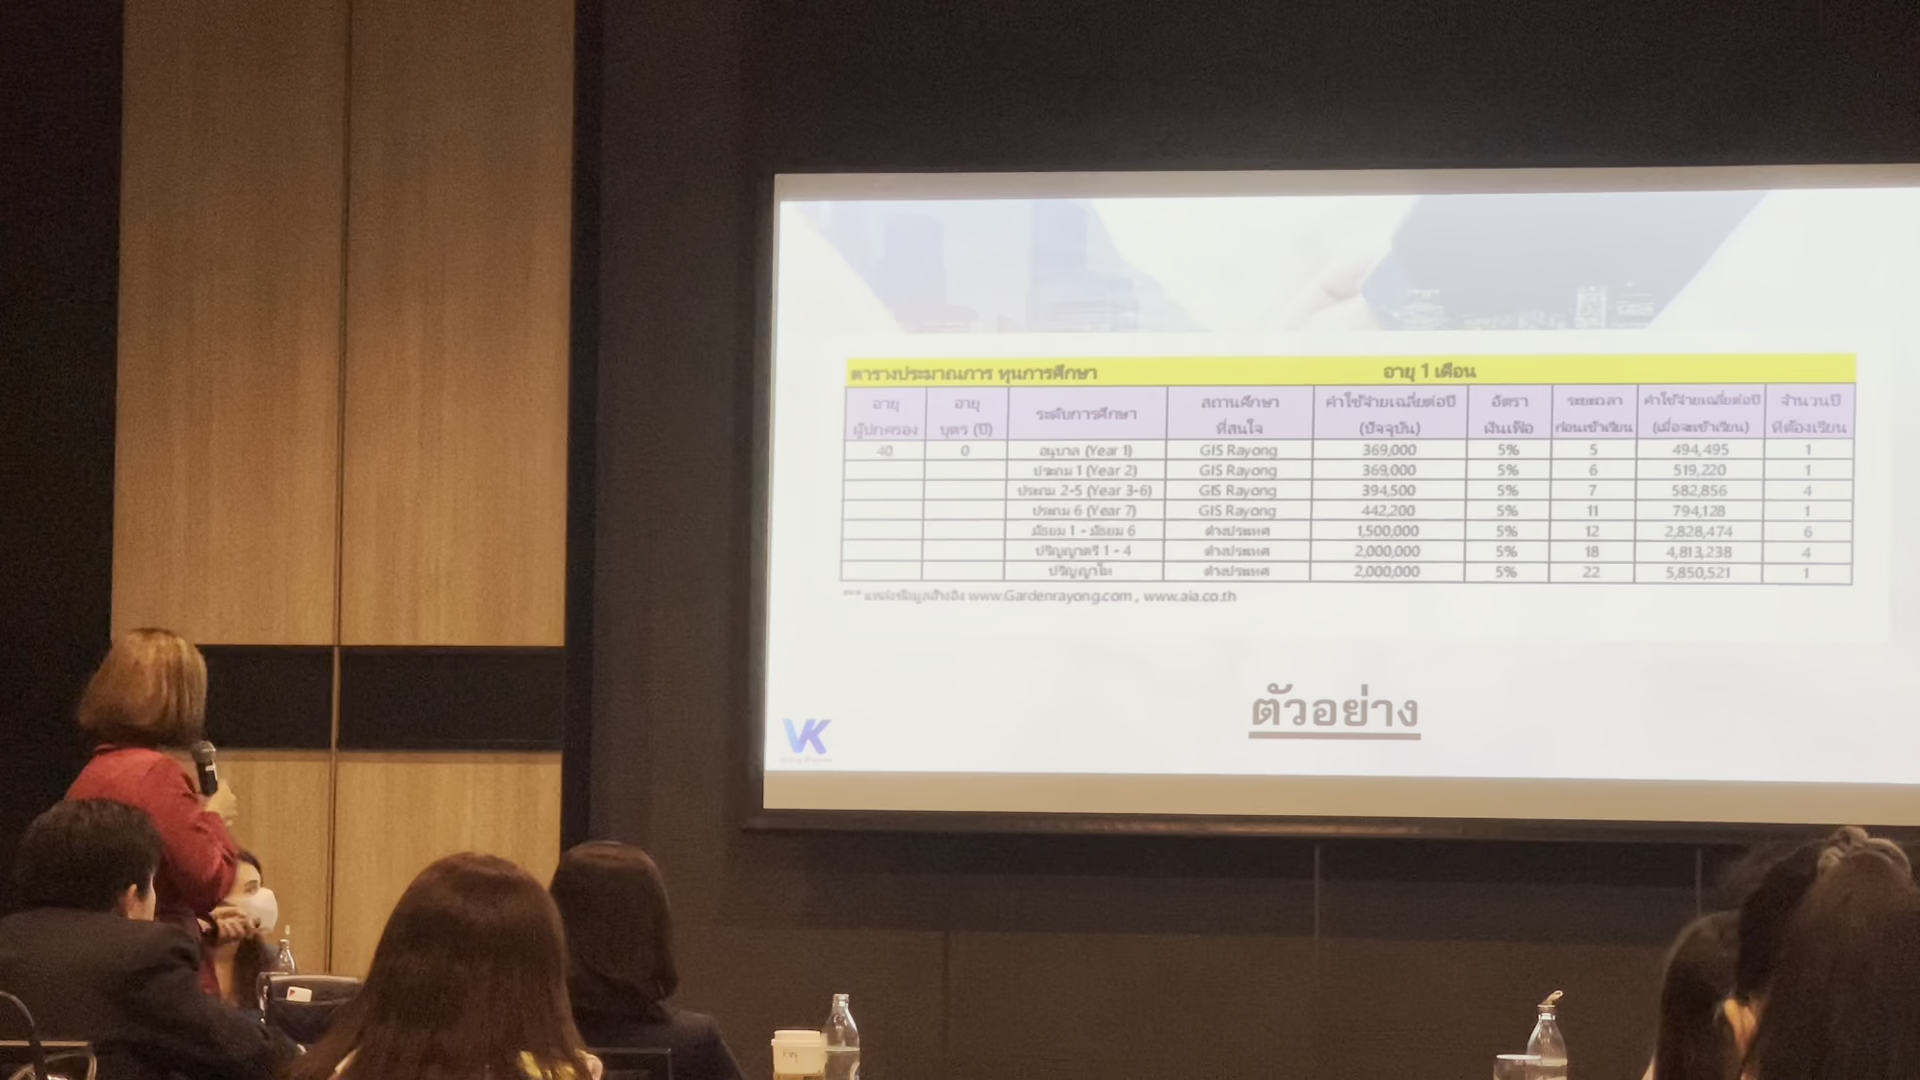 ตารางประมาณการ ทุนการศึกษา อายุ 1 เดือน
อายุ ผู้ปกครอง อายุ บุตร (ปี) ระดับการศึกษา สถานศึกษา ที่สนใจ ค่าใช้จ่ายเฉลี่ยต่อปี (ปัจจุบัน) อัตรา เงินเฟ้อ ระยะเวลา ก่อนเข้าเรียน ค่าใช้จ่ายเฉลี่ยต่อปี (เมื่อจะเข้าเรียน) จำนวนปี ที่ต้องเรียน
40 0 อนุบาล (Year 1) GIS Rayong 369,000 5% 5 494,495 1
ประถม 1 (Year 2) GIS Rayong 369,000 5% 6 519,220 1
ประถม 2-5 (Year 3-6) GIS Rayong 394,500 5% 7 582,856 4
ประถม 6 (Year 7) GIS Rayong 442,200 5% 11 794,128 1
มัธยม 1 - มัธยม 6 ต่างประเทศ 1,500,000 5% 12 2,828,474 6
ปริญญาตรี 1 - 4 ต่างประเทศ 2,000,000 5% 18 4,813,238 4
ปริญญาโท ต่างประเทศ 2,000,000 5% 22 5,850,521 1
*** แหล่งข้อมูลอ้างอิง www.Gardenrayong.com , www.aia.co.th
ตัวอย่าง
VK